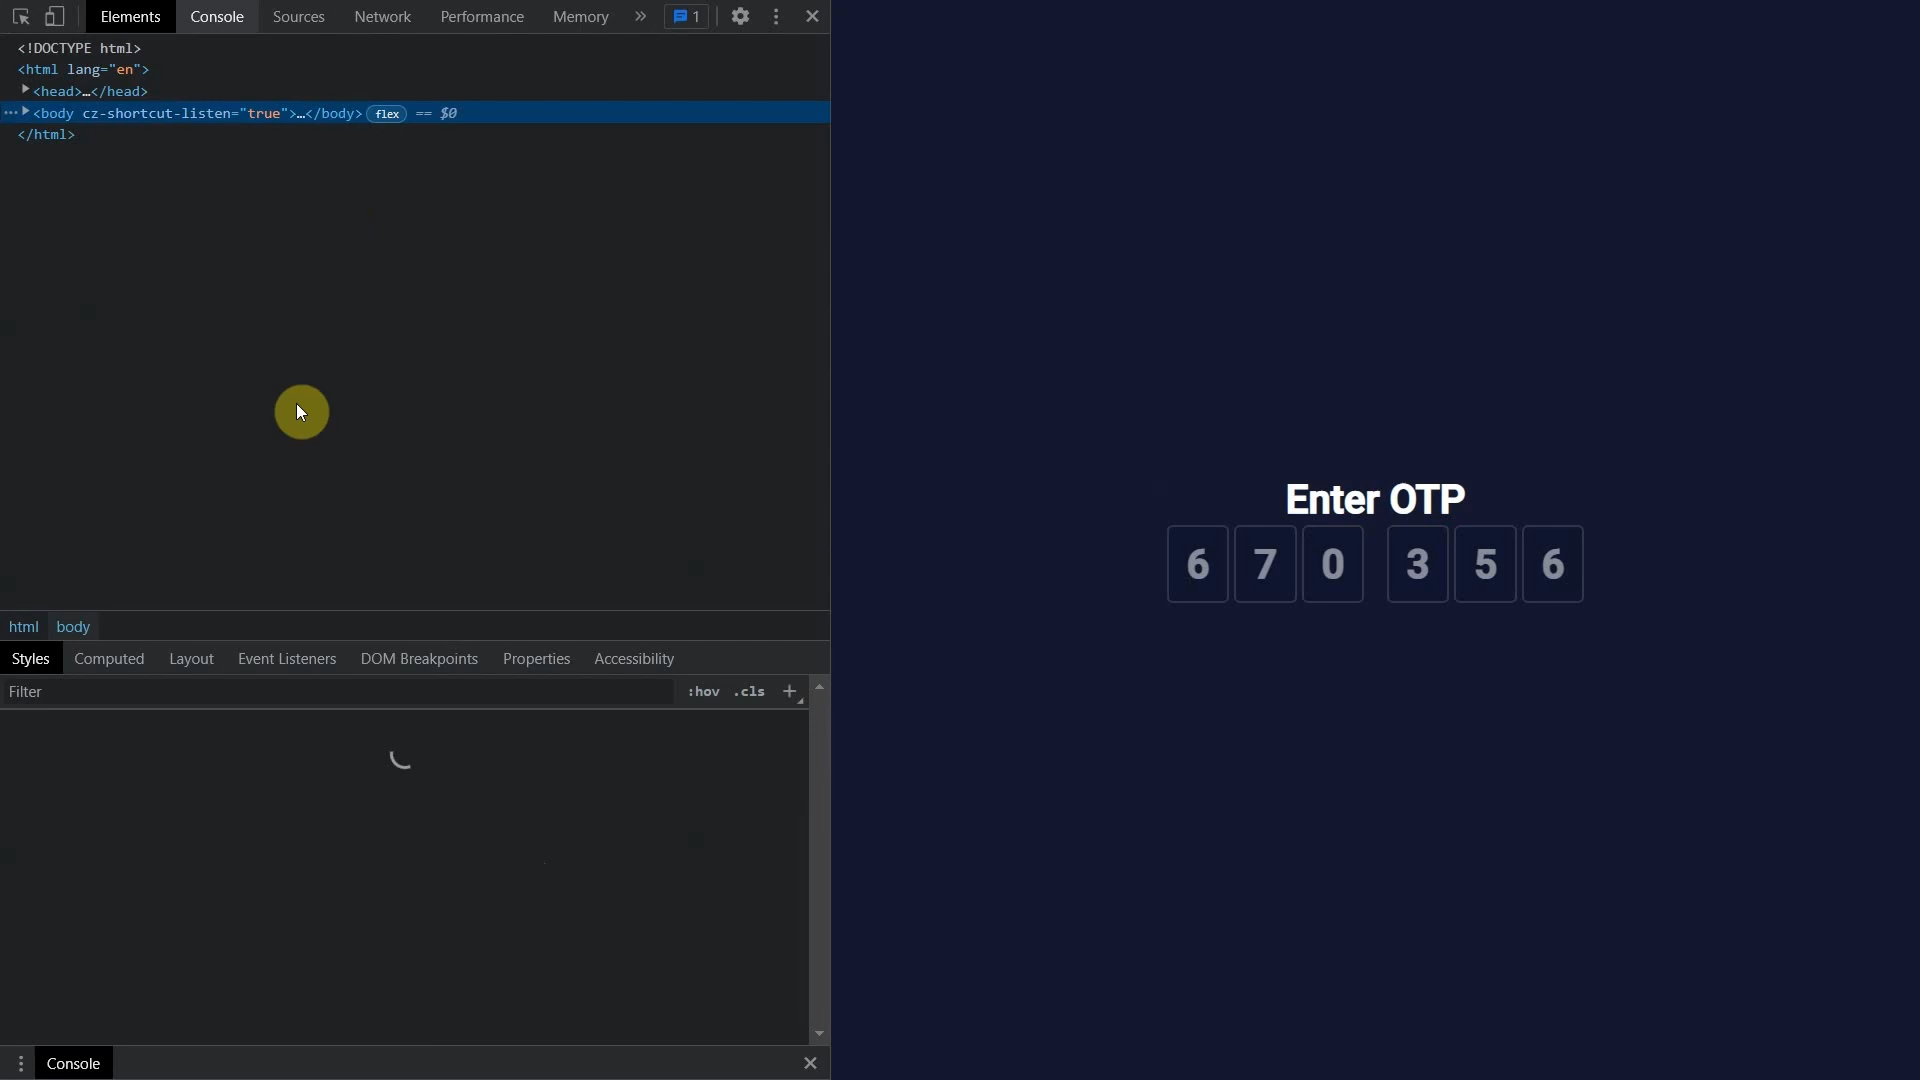 Elements Console Sources Network Performance Memory » 1
<!DOCTYPE html>
<html lang="en">
<head>…</head>
<body cz-shortcut-listen="true">…</body> flex == $0
</html>
Enter OTP
6 7 0 3 5 6
html body
Styles Computed Layout Event Listeners DOM Breakpoints Properties Accessibility
Filter :hov .cls +
Console